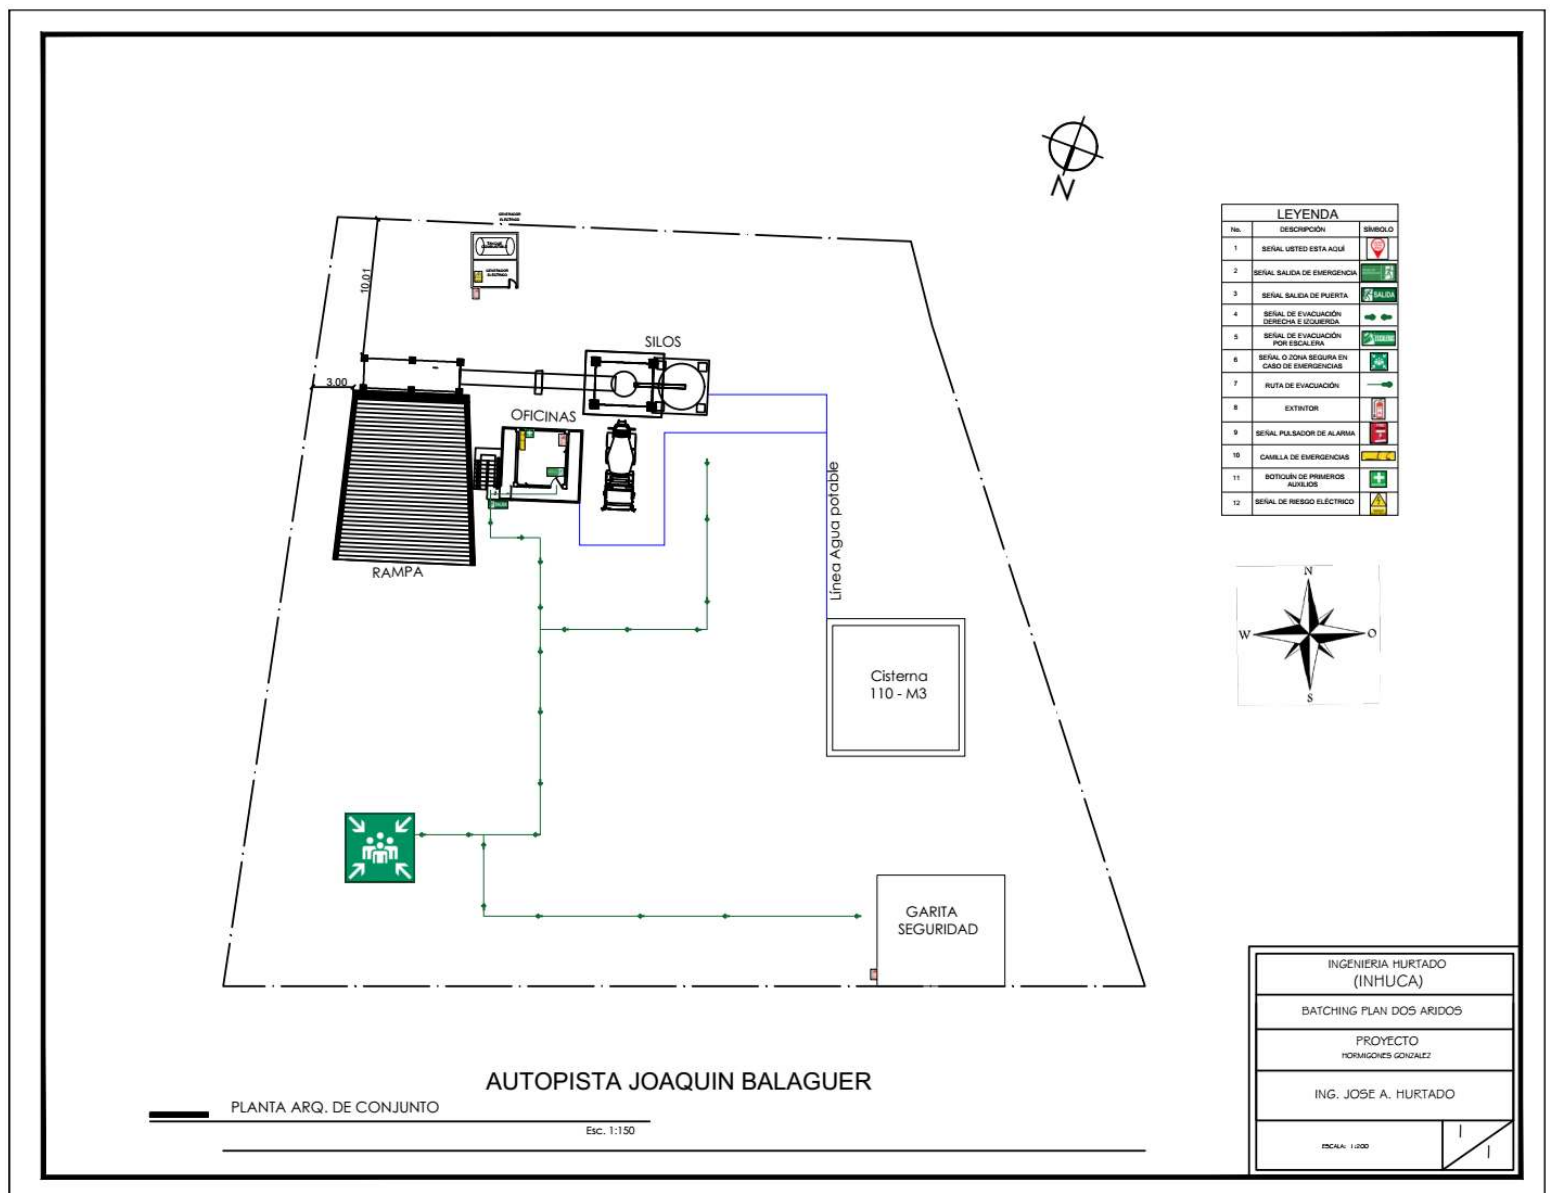 N
LEYENDA
No. DESCRIPCIÓN SÍMBOLO
1 SEÑAL USTED ESTA AQUÍ
2 SEÑAL SALIDA DE EMERGENCIA
3 SEÑAL SALIDA DE PUERTA SALIDA
4 SEÑAL DE EVACUACIÓN
DERECHA E IZQUIERDA
5 SEÑAL DE EVACUACIÓN
POR ESCALERA
6 SEÑAL O ZONA SEGURA EN
CASO DE EMERGENCIAS
7 RUTA DE EVACUACIÓN
8 EXTINTOR
9 SEÑAL PULSADOR DE ALARMA
10 CAMILLA DE EMERGENCIAS
11 BOTIQUÍN DE PRIMEROS
AUXILIOS
12 SEÑAL DE RIESGO ELÉCTRICO
GENERADOR
ELECTRICO
GENERADOR
ELECTRICO
10.01
3.00
SILOS
OFICINAS
RAMPA
Línea Agua potable
Cisterna
110 - M3
N
W O
S
GARITA
SEGURIDAD
AUTOPISTA JOAQUIN BALAGUER
PLANTA ARQ. DE CONJUNTO
Esc. 1:150
INGENIERIA HURTADO
(INHUCA)
BATCHING PLAN DOS ARIDOS
PROYECTO
HORMIGONES GONZALEZ
ING. JOSE A. HURTADO
ESCALA: 1:200
1
1